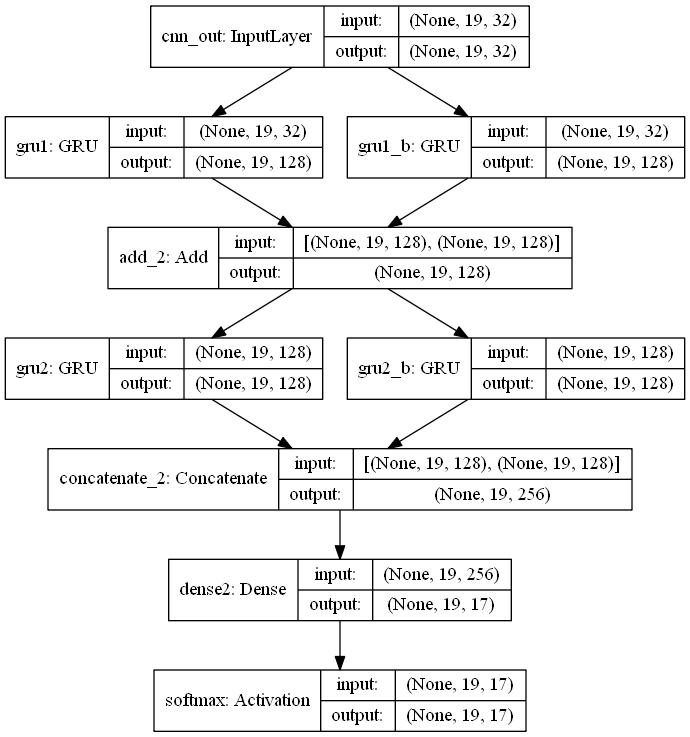 cnn_out: InputLayer
input: (None, 19, 32)
output: (None, 19, 32)
gru1: GRU
input: (None, 19, 32)
output: (None, 19, 128)
gru1_b: GRU
input: (None, 19, 32)
output: (None, 19, 128)
add_2: Add
input: [(None, 19, 128), (None, 19, 128)]
output: (None, 19, 128)
gru2: GRU
input: (None, 19, 128)
output: (None, 19, 128)
gru2_b: GRU
input: (None, 19, 128)
output: (None, 19, 128)
concatenate_2: Concatenate
input: [(None, 19, 128), (None, 19, 128)]
output: (None, 19, 256)
dense2: Dense
input: (None, 19, 256)
output: (None, 19, 17)
softmax: Activation
input: (None, 19, 17)
output: (None, 19, 17)